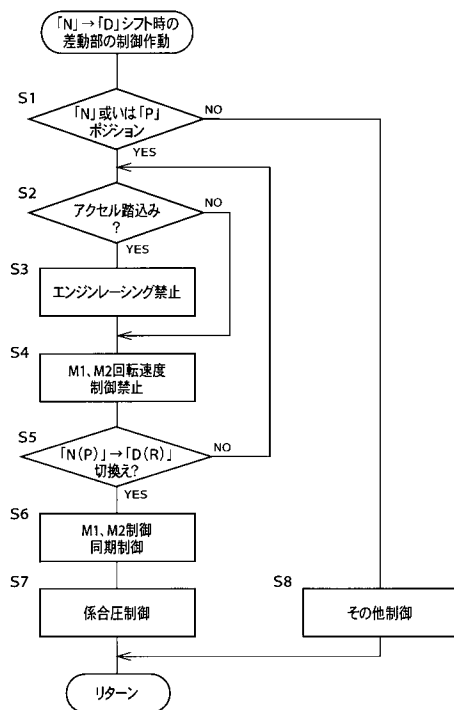 「N」→「D」シフト時の
差動部の制御作動
S1
「N」或いは「P」
ポジション
NO
YES
S2
アクセル踏込み
?
NO
YES
S3
エンジンレーシング禁止
S4
M1、M2回転速度
制御禁止
S5
「N(P)」→「D(R)」
切換え?
NO
YES
S6
M1、M2制御
同期制御
S7
係合圧制御
S8
その他制御
リターン